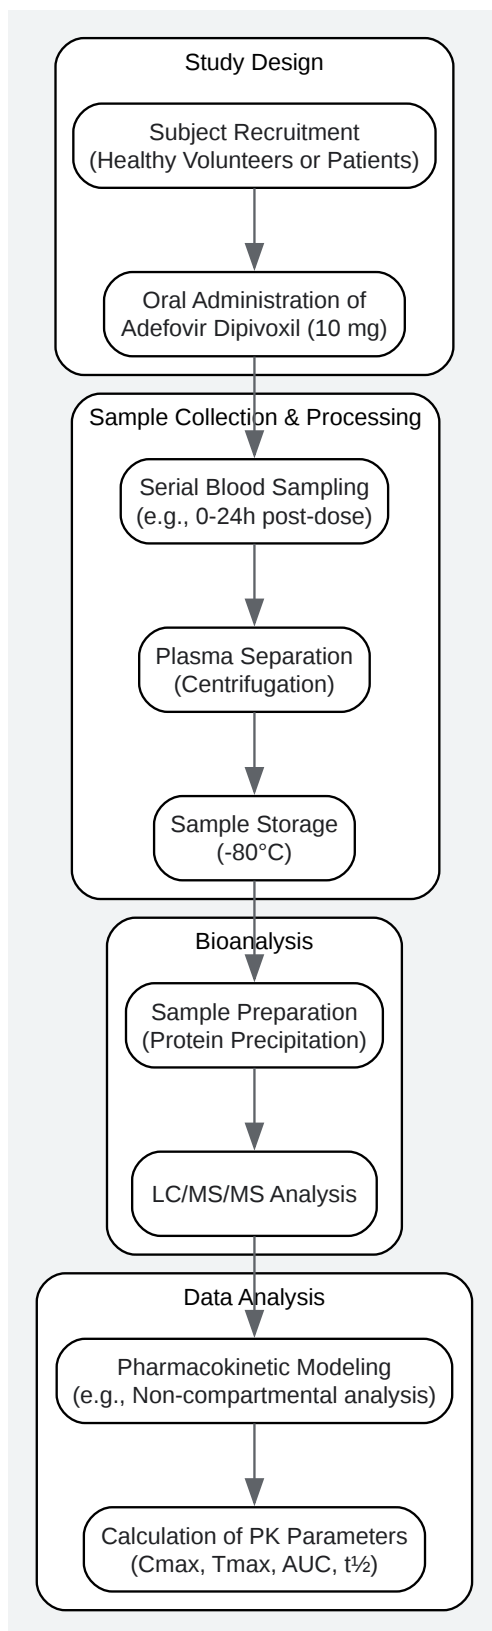 Study Design
Subject Recruitment
(Healthy Volunteers or Patients)
Oral Administration of
Adefovir Dipivoxil (10 mg)
Sample Collection & Processing
Serial Blood Sampling
(e.g., 0-24h post-dose)
Plasma Separation
(Centrifugation)
Sample Storage
(-80°C)
Bioanalysis
Sample Preparation
(Protein Precipitation)
LC/MS/MS Analysis
Data Analysis
Pharmacokinetic Modeling
(e.g., Non-compartmental analysis)
Calculation of PK Parameters
(Cmax, Tmax, AUC, t½)